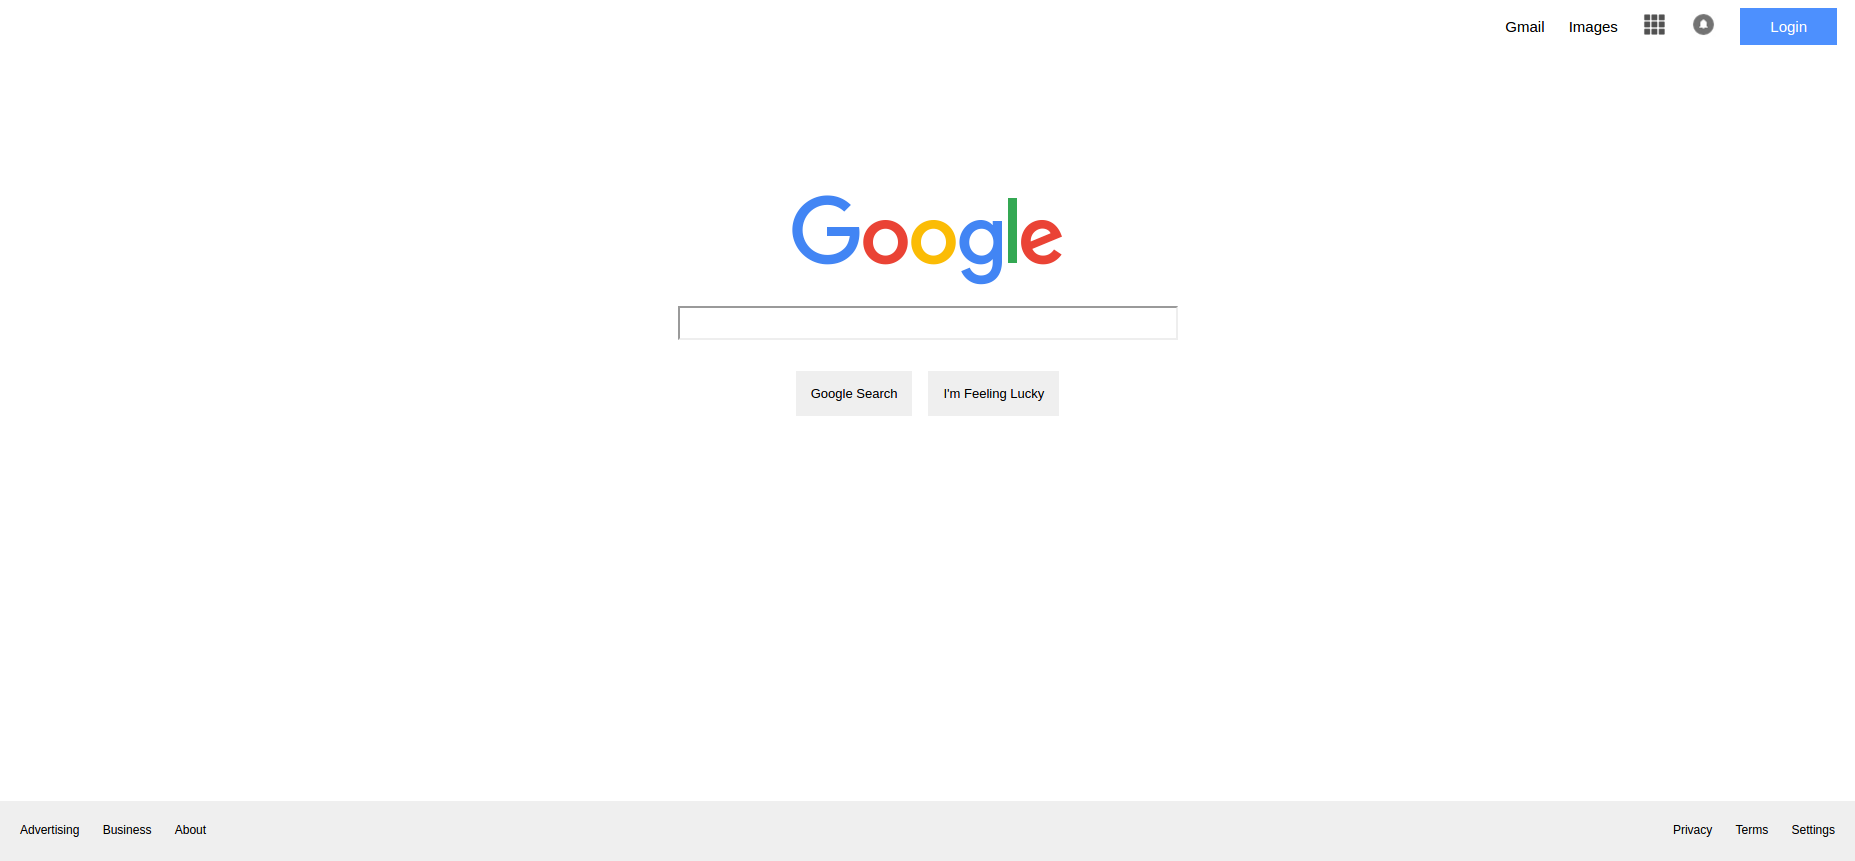 Gmail Images Login
Google
Google Search I'm Feeling Lucky
Advertising Business About Privacy Terms Settings